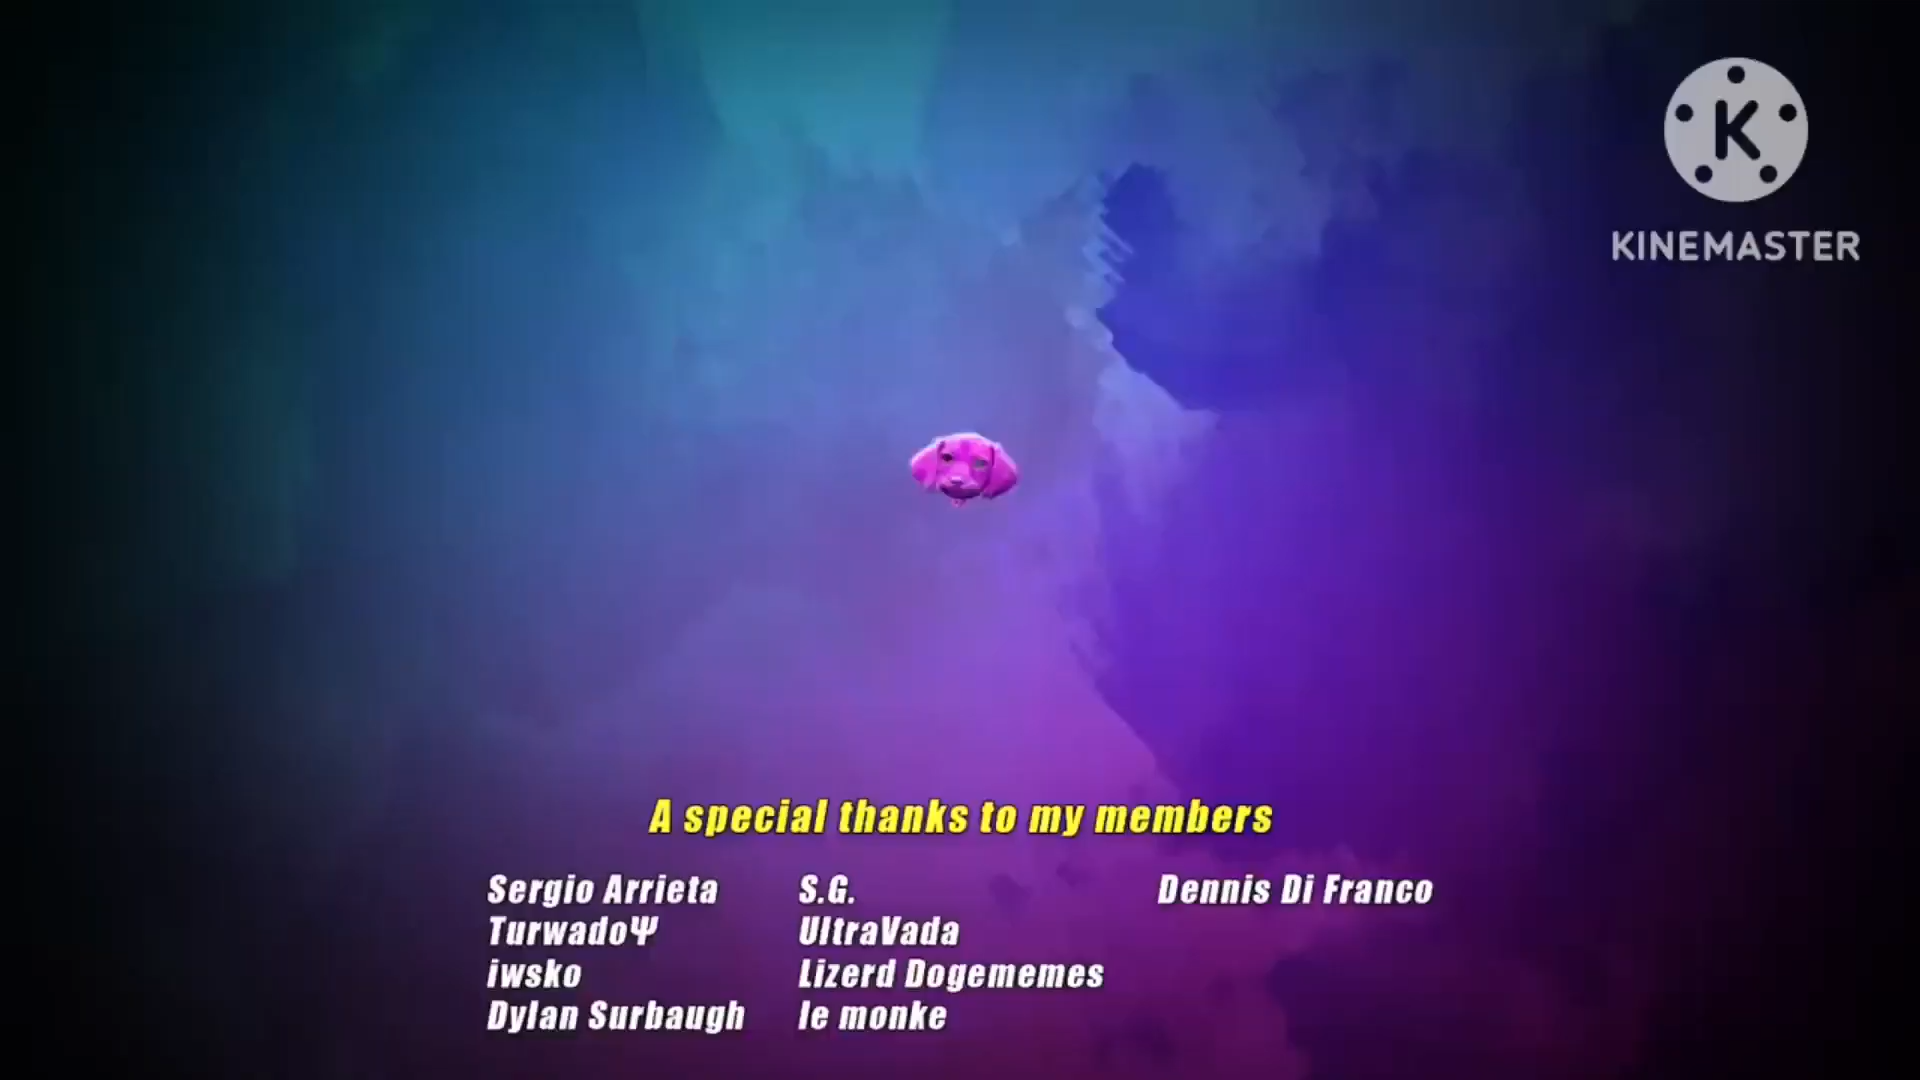 K
KINEMASTER
A special thanks to my members
Sergio Arrieta
TurwadoΨ
iwsko
Dylan Surbaugh
S.G.
UltraVada
Lizerd Dogememes
le monke
Dennis Di Franco